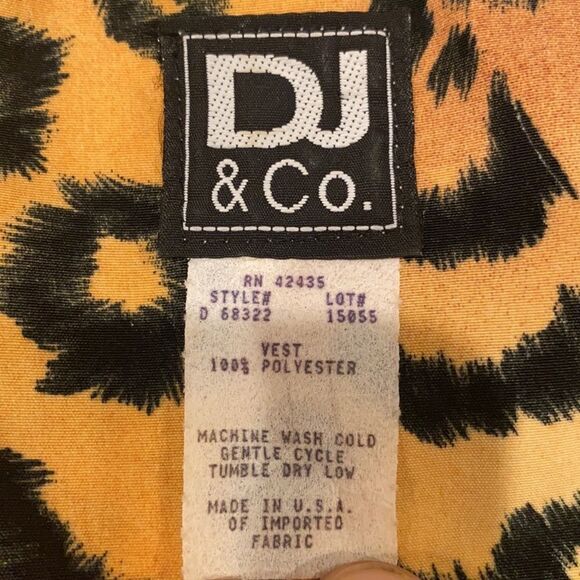 DJ
& Co.
RN 42435
STYLE# LOT#
D 68322 15055
VEST
100% POLYESTER
MACHINE WASH COLD
GENTLE CYCLE
TUMBLE DRY LOW
MADE IN U.S.A.
OF IMPORTED
FABRIC